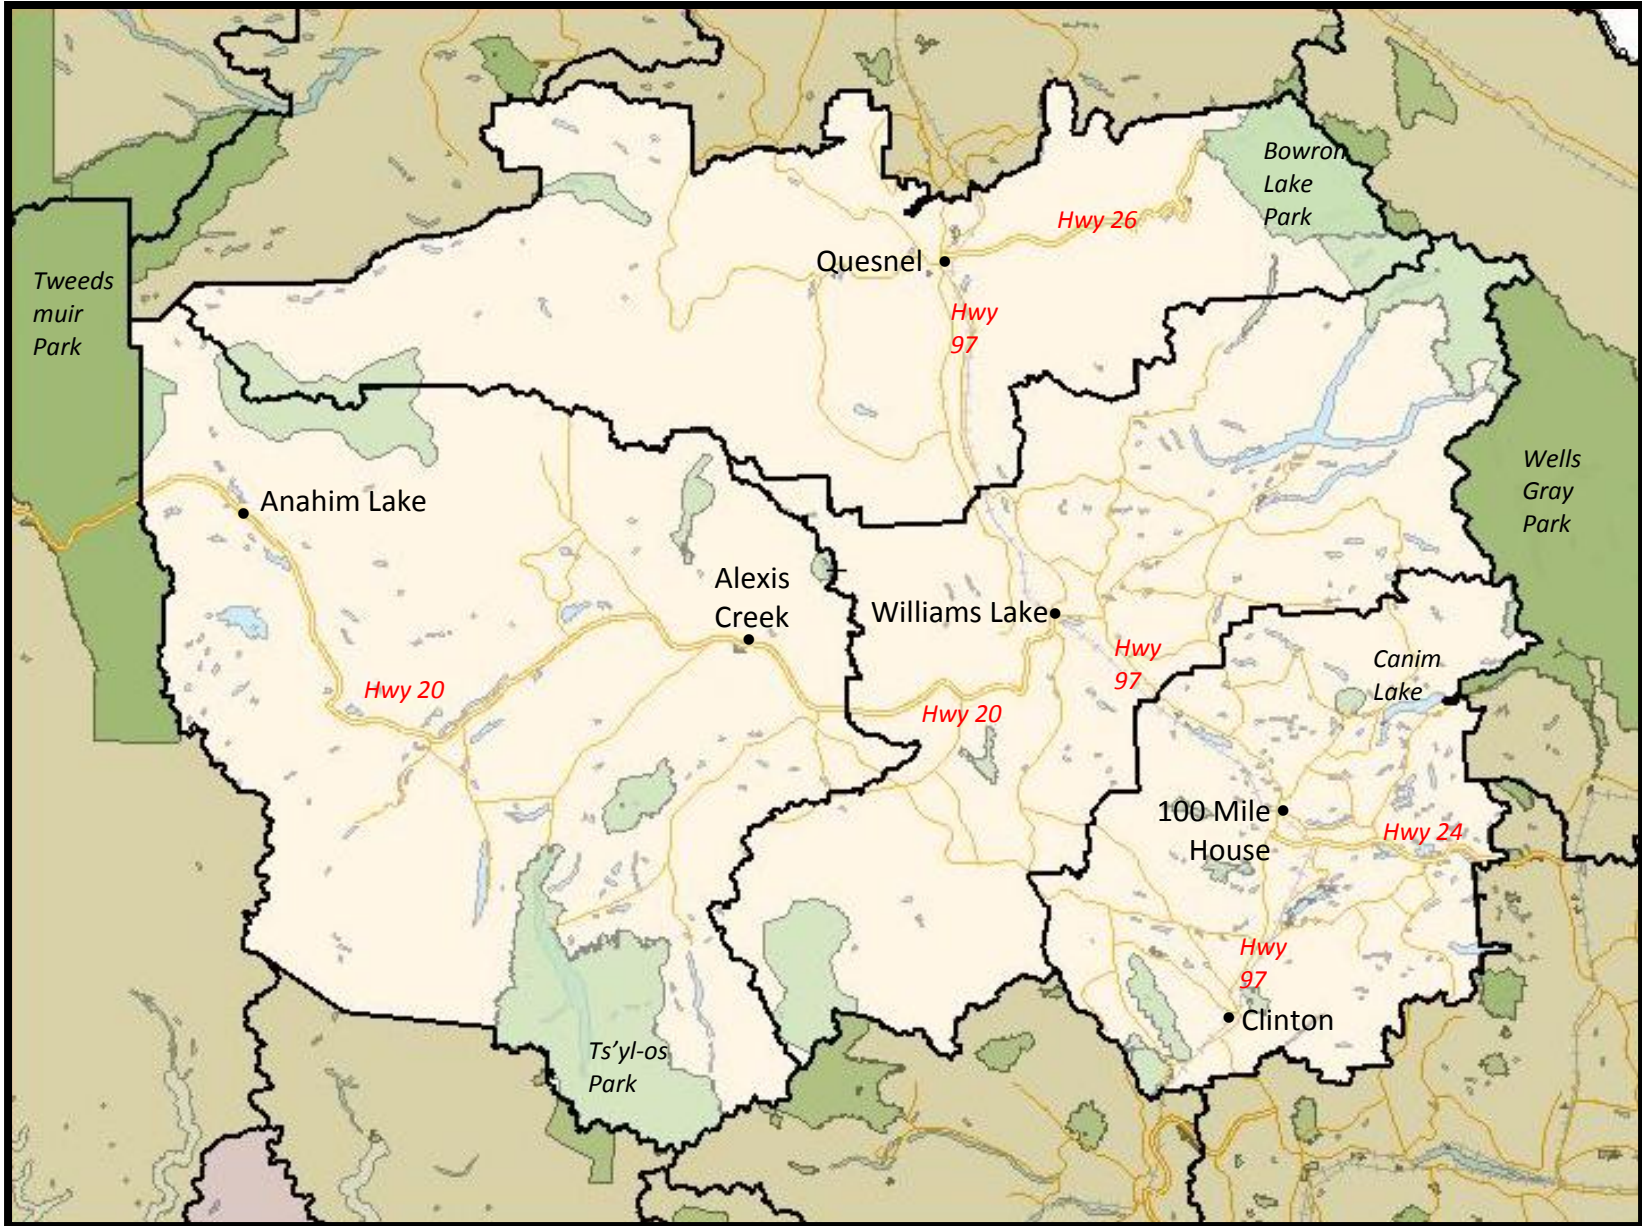 Bowron
Lake
Park
Hwy 26
Quesnel
Tweeds
muir
Park
Hwy
97
Wells
Gray
Park
Anahim Lake
Alexis
Creek
Williams Lake
Hwy
97
Canim
Lake
Hwy 20
Hwy 20
100 Mile
House
Hwy 24
Hwy
97
Clinton
Ts'yl-os
Park